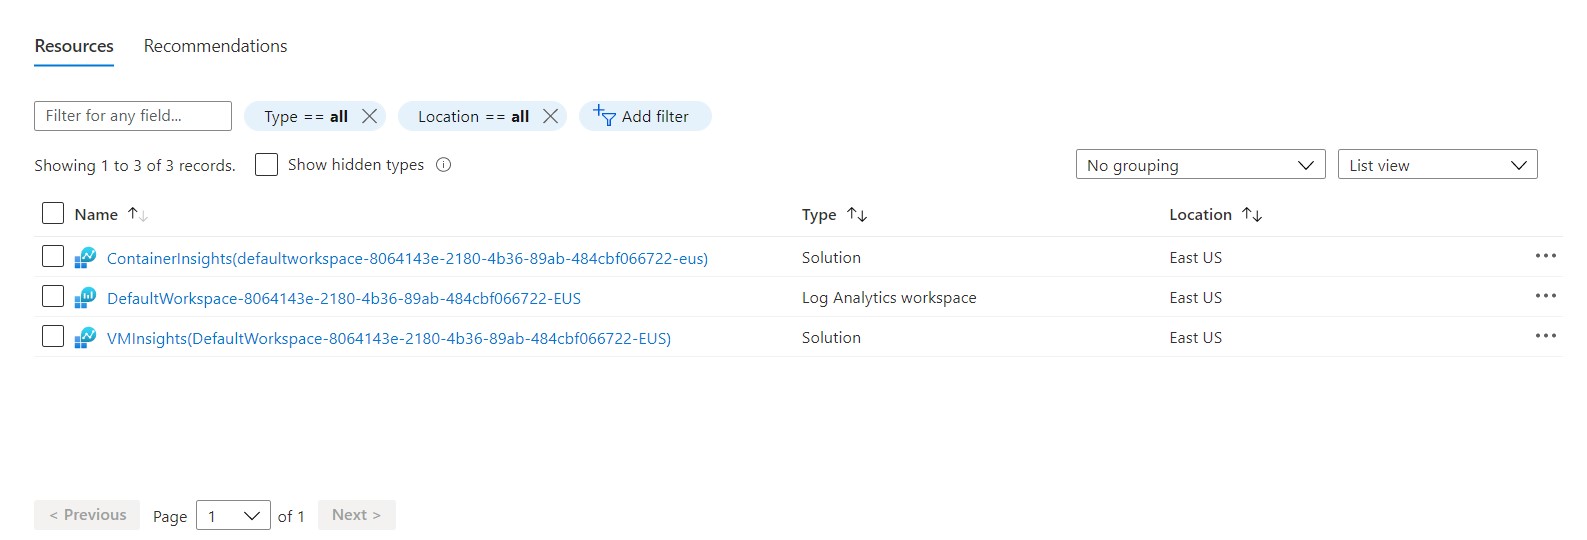 Resources Recommendations
Filter for any field... Type == all Location == all Add filter
Showing 1 to 3 of 3 records. Show hidden types No grouping List view
Name Type Location
ContainerInsights(defaultworkspace-8064143e-2180-4b36-89ab-484cbf066722-eus) Solution East US
DefaultWorkspace-8064143e-2180-4b36-89ab-484cbf066722-EUS Log Analytics workspace East US
VMInsights(DefaultWorkspace-8064143e-2180-4b36-89ab-484cbf066722-EUS) Solution East US
< Previous Page 1 of 1 Next >